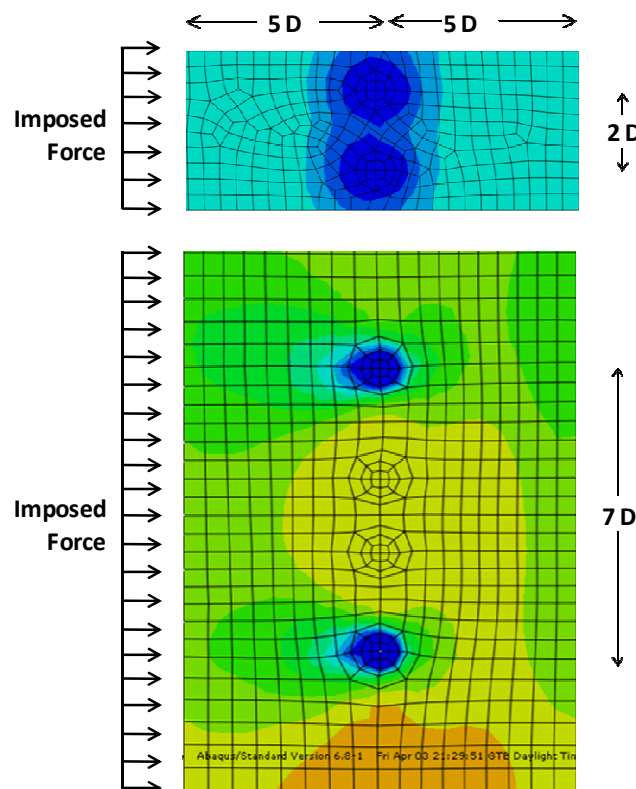 5 D 5 D
Imposed
Force
2 D
Imposed
Force
7 D
Abaqus/Standard Version 6.8-1 Fri Apr 03 21:29:51 GTB Daylight Tin